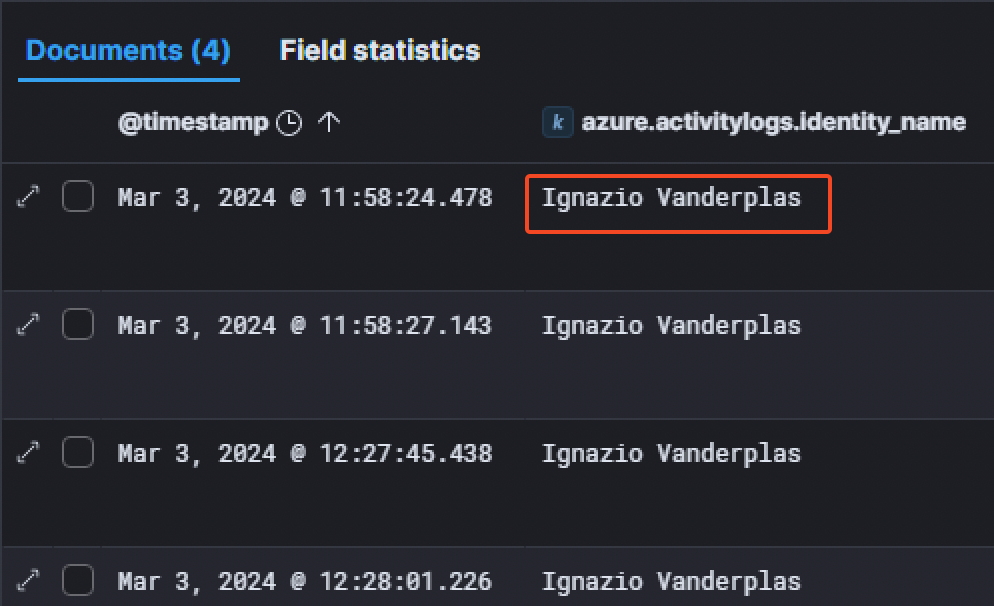 Documents (4) Field statistics
@timestamp k azure.activitylogs.identity_name
Mar 3, 2024 @ 11:58:24.478 Ignazio Vanderplas
Mar 3, 2024 @ 11:58:27.143 Ignazio Vanderplas
Mar 3, 2024 @ 12:27:45.438 Ignazio Vanderplas
Mar 3, 2024 @ 12:28:01.226 Ignazio Vanderplas